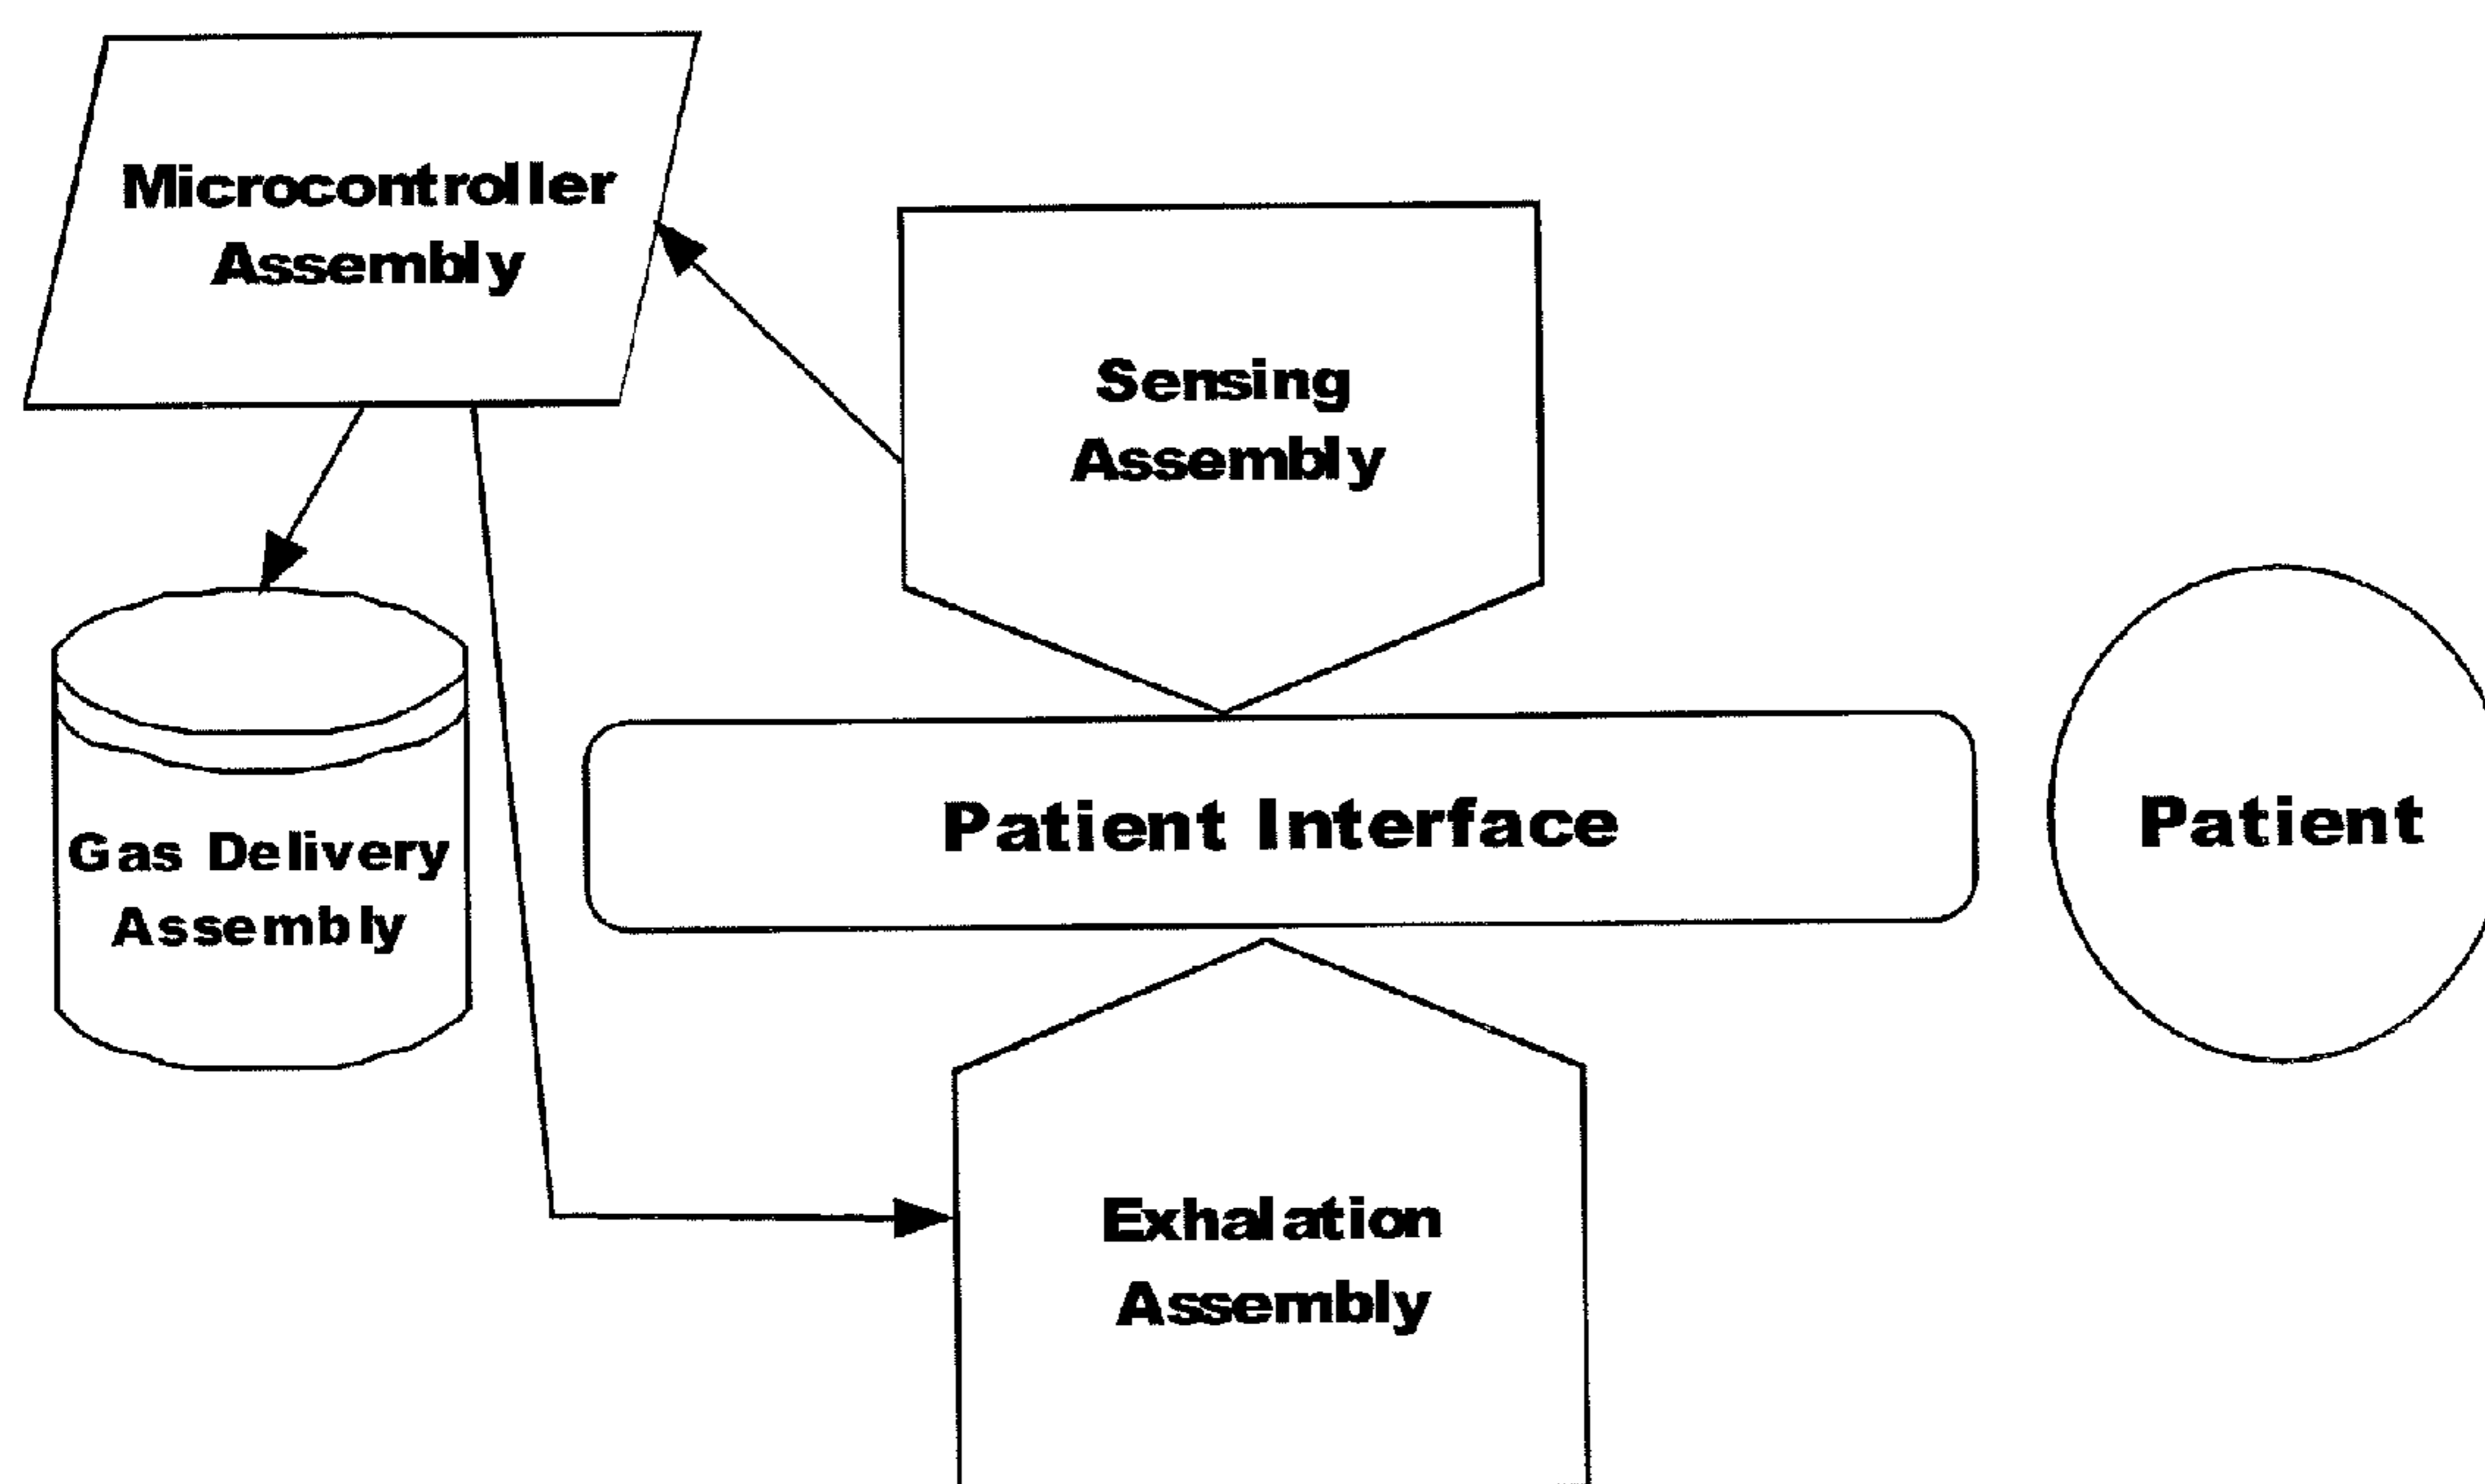 Microcontroller
Assembly
Sensing
Assembly
Patient Interface
Patient
Gas Delivery
Assembly
Exhalation
Assembly